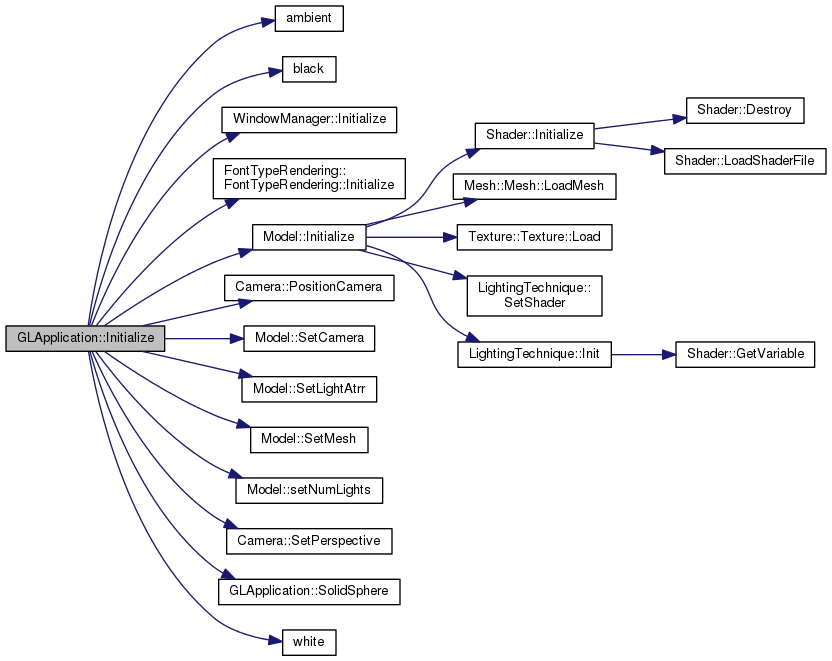 ambient
black
WindowManager::Initialize
FontTypeRendering::
FontTypeRendering::Initialize
Model::Initialize
Camera::PositionCamera
GLApplication::Initialize
Model::SetCamera
Model::SetLightAtrr
Model::SetMesh
Model::setNumLights
Camera::SetPerspective
GLApplication::SolidSphere
white
Shader::Initialize
Mesh::Mesh::LoadMesh
Texture::Texture::Load
LightingTechnique::
SetShader
LightingTechnique::Init
Shader::Destroy
Shader::LoadShaderFile
Shader::GetVariable